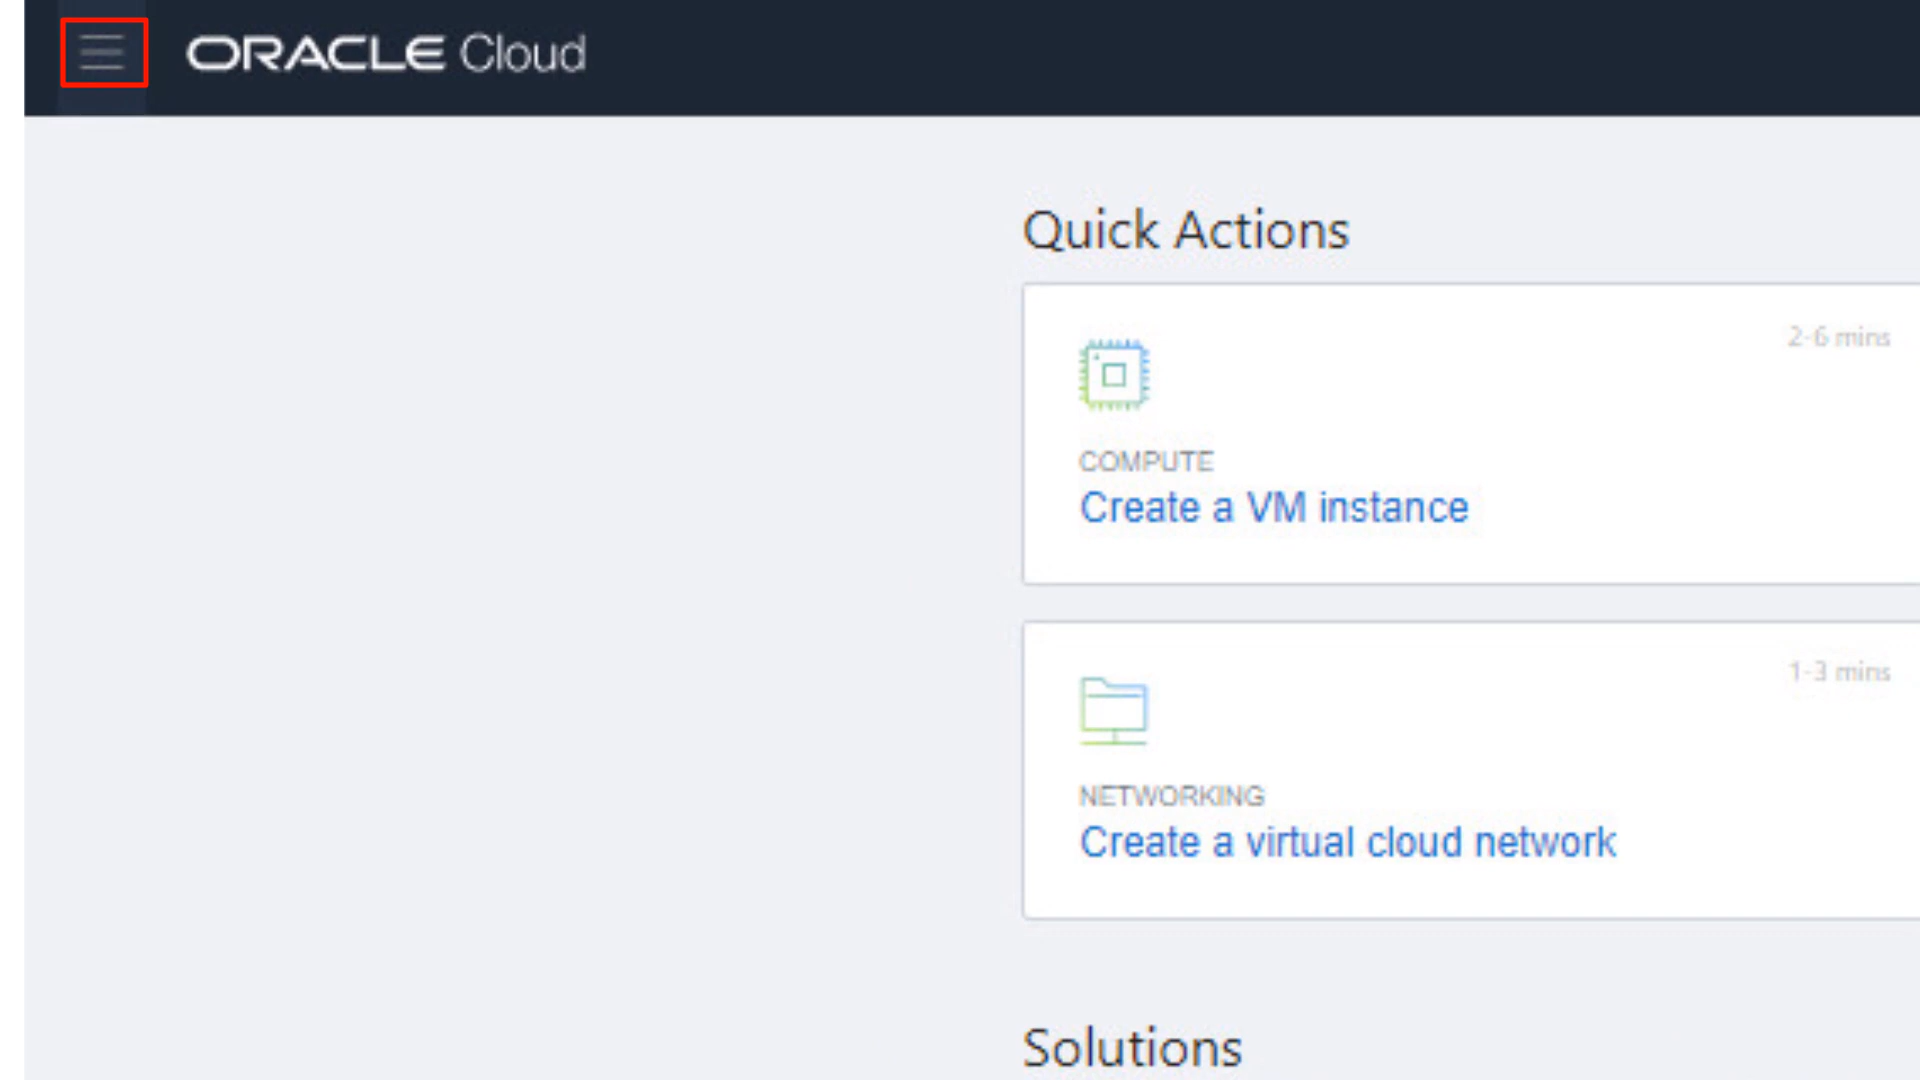 ORACLE Cloud
Quick Actions
2-6 mins
COMPUTE
Create a VM instance
1-3 mins
NETWORKING
Create a virtual cloud network
Solutions